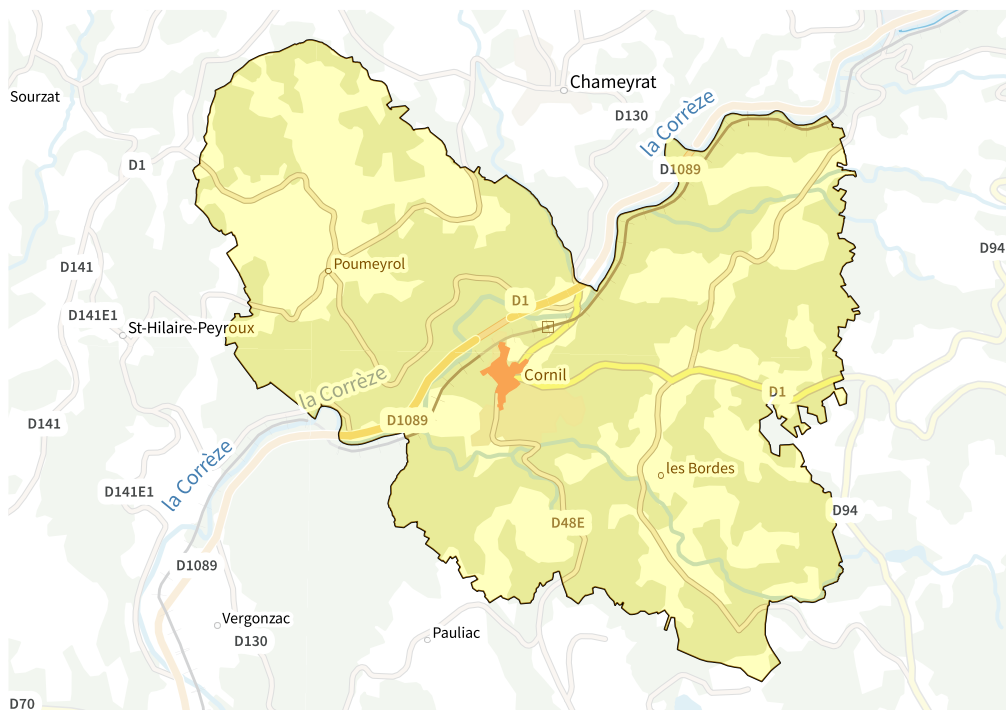 Chameyrat
Sourzat
D130
la Corrèze
D1
D1089
D94
Poumeyrol
D141
D1
D141E1
St-Hilaire-Peyroux
Cornil
la Corrèze
D1
D1089
D141
la Corrèze
les Bordes
D141E1
D94
D48E
D1089
Vergonzac
Pauliac
D130
D70